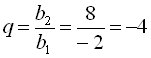 q = b₂/b₁ = 8/−2 = −4